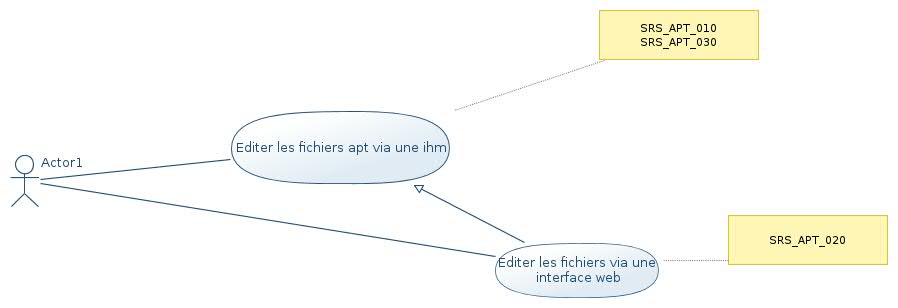 SRS_APT_010
SRS_APT_030
Editer les fichiers apt via une ihm
Actor1
SRS_APT_020
Editer les fichiers via une
interface web